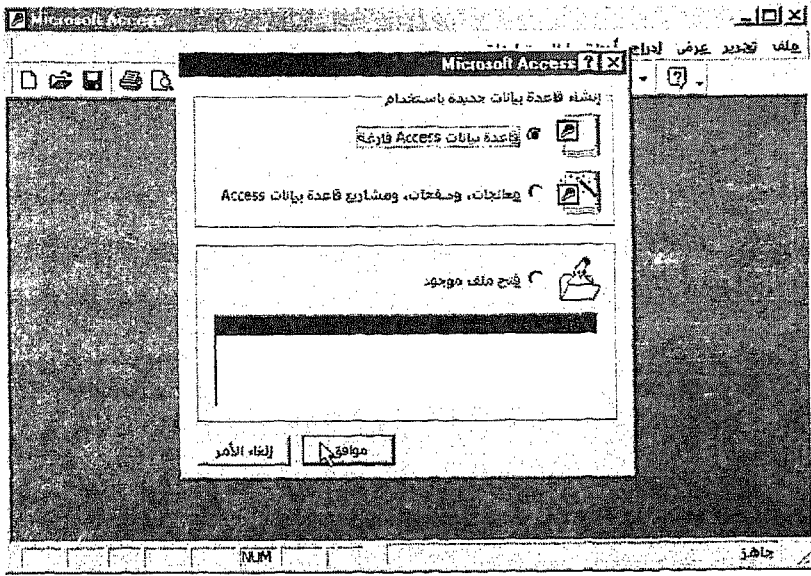 Microsoft Access
ملف تحرير عرض إدراج
Microsoft Access
إنشاء قاعدة بيانات جديدة باستخدام
قاعدة بيانات Access فارغة
معالجات، وصفحات، ومشاريع قاعدة بيانات Access
فتح ملف موجود
موافق
إلغاء الأمر
جاهز
NUM